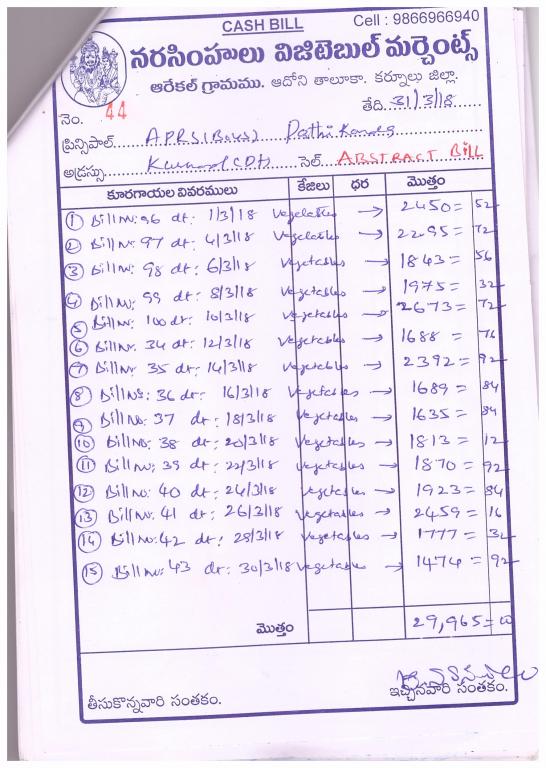 CASH BILL
Cell : 9866966940
నరసింహులు విజిటెబుల్ మర్చెంట్స్
ఆరేకల్ గ్రామము. ఆదోని తాలూకా. కర్నూలు జిల్లా.
నెం. 44 తేది. 31/3/18
ప్రిన్సిపాల్ APRS(Boys)
అడ్రస్సు సెల్ ABSTRACT BILL
కూరగాయల వివరములు కేజీలు ధర మొత్తం
① Bill No: 96 dt: 1/3/18 Vegetables → 2450 = 52
② Bill No: 97 dt: 4/3/18 Vegetables → 2295 = 72
③ Bill No: 98 dt: 6/3/18 Vegetables → 1843 = 56
④ Bill No: 99 dt: 8/3/18 Vegetables → 1975 = 32
⑤ Bill No: 100 dt: 10/3/18 Vegetables → 2673 = 72
⑥ Bill No: 34 dt: 12/3/18 Vegetables → 1688 = 76
⑦ Bill No: 35 dt: 14/3/18 Vegetables → 2392 = 92
⑧ Bill No: 36 dt: 16/3/18 Vegetables → 1689 = 84
⑨ Bill No: 37 dt: 18/3/18 Vegetables → 1635 = 84
⑩ Bill No: 38 dt: 20/3/18 Vegetables → 1813 = 12
⑪ Bill No: 39 dt: 22/3/18 Vegetables → 1870 = 92
⑫ Bill No: 40 dt: 24/3/18 Vegetables → 1923 = 84
⑬ Bill No: 41 dt: 26/3/18 Vegetables → 2459 = 16
⑭ Bill No: 42 dt: 28/3/18 Vegetables → 1777 = 32
⑮ Bill No: 43 dt: 30/3/18 Vegetables → 1474 = 92
మొత్తం 29,965 = 00
తీసుకొన్నవారి సంతకం. ఇచ్చినవారి సంతకం.